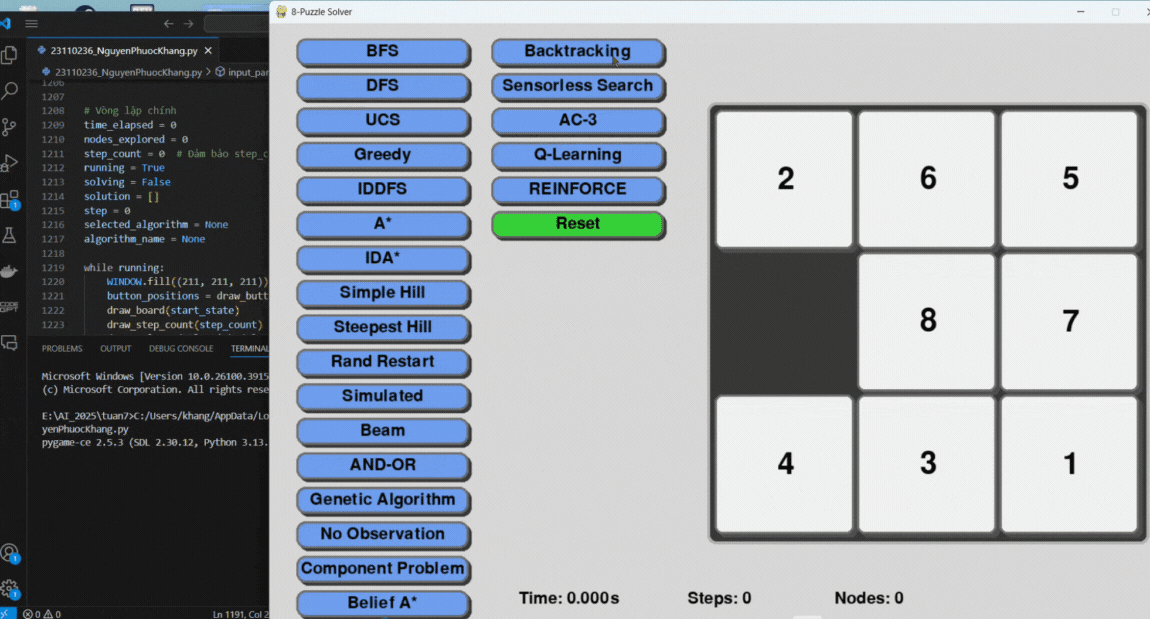 8-Puzzle Solver
23110236_NguyenPhuocKhang.py
23110236_NguyenPhuocKhang.py > input_par
1206
1207
1208 # Vòng lặp chính
1209 time_elapsed = 0
1210 nodes_explored = 0
1211 step_count = 0 # Đảm bảo step_c
1212 running = True
1213 solving = False
1214 solution = []
1215 step = 0
1216 selected_algorithm = None
1217 algorithm_name = None
1218
1219 while running:
1220 WINDOW.fill((211, 211, 211))
1221 button_positions = draw_butt
1222 draw_board(start_state)
1223 draw_step_count(step_count)
PROBLEMS OUTPUT DEBUG CONSOLE TERMINAL
Microsoft Windows [Version 10.0.26100.3915
(c) Microsoft Corporation. All rights rese
E:\AI_2025\tuan7>C:/Users/khang/AppData/Lo
yenPhuocKhang.py
pygame-ce 2.5.3 (SDL 2.30.12, Python 3.13.
0 0
Ln 1191, Col 2
BFS
DFS
UCS
Greedy
IDDFS
A*
IDA*
Simple Hill
Steepest Hill
Rand Restart
Simulated
Beam
AND-OR
Genetic Algorithm
No Observation
Component Problem
Belief A*
Backtracking
Sensorless Search
AC-3
Q-Learning
REINFORCE
Reset
2 6 5
8 7
4 3 1
Time: 0.000s Steps: 0 Nodes: 0